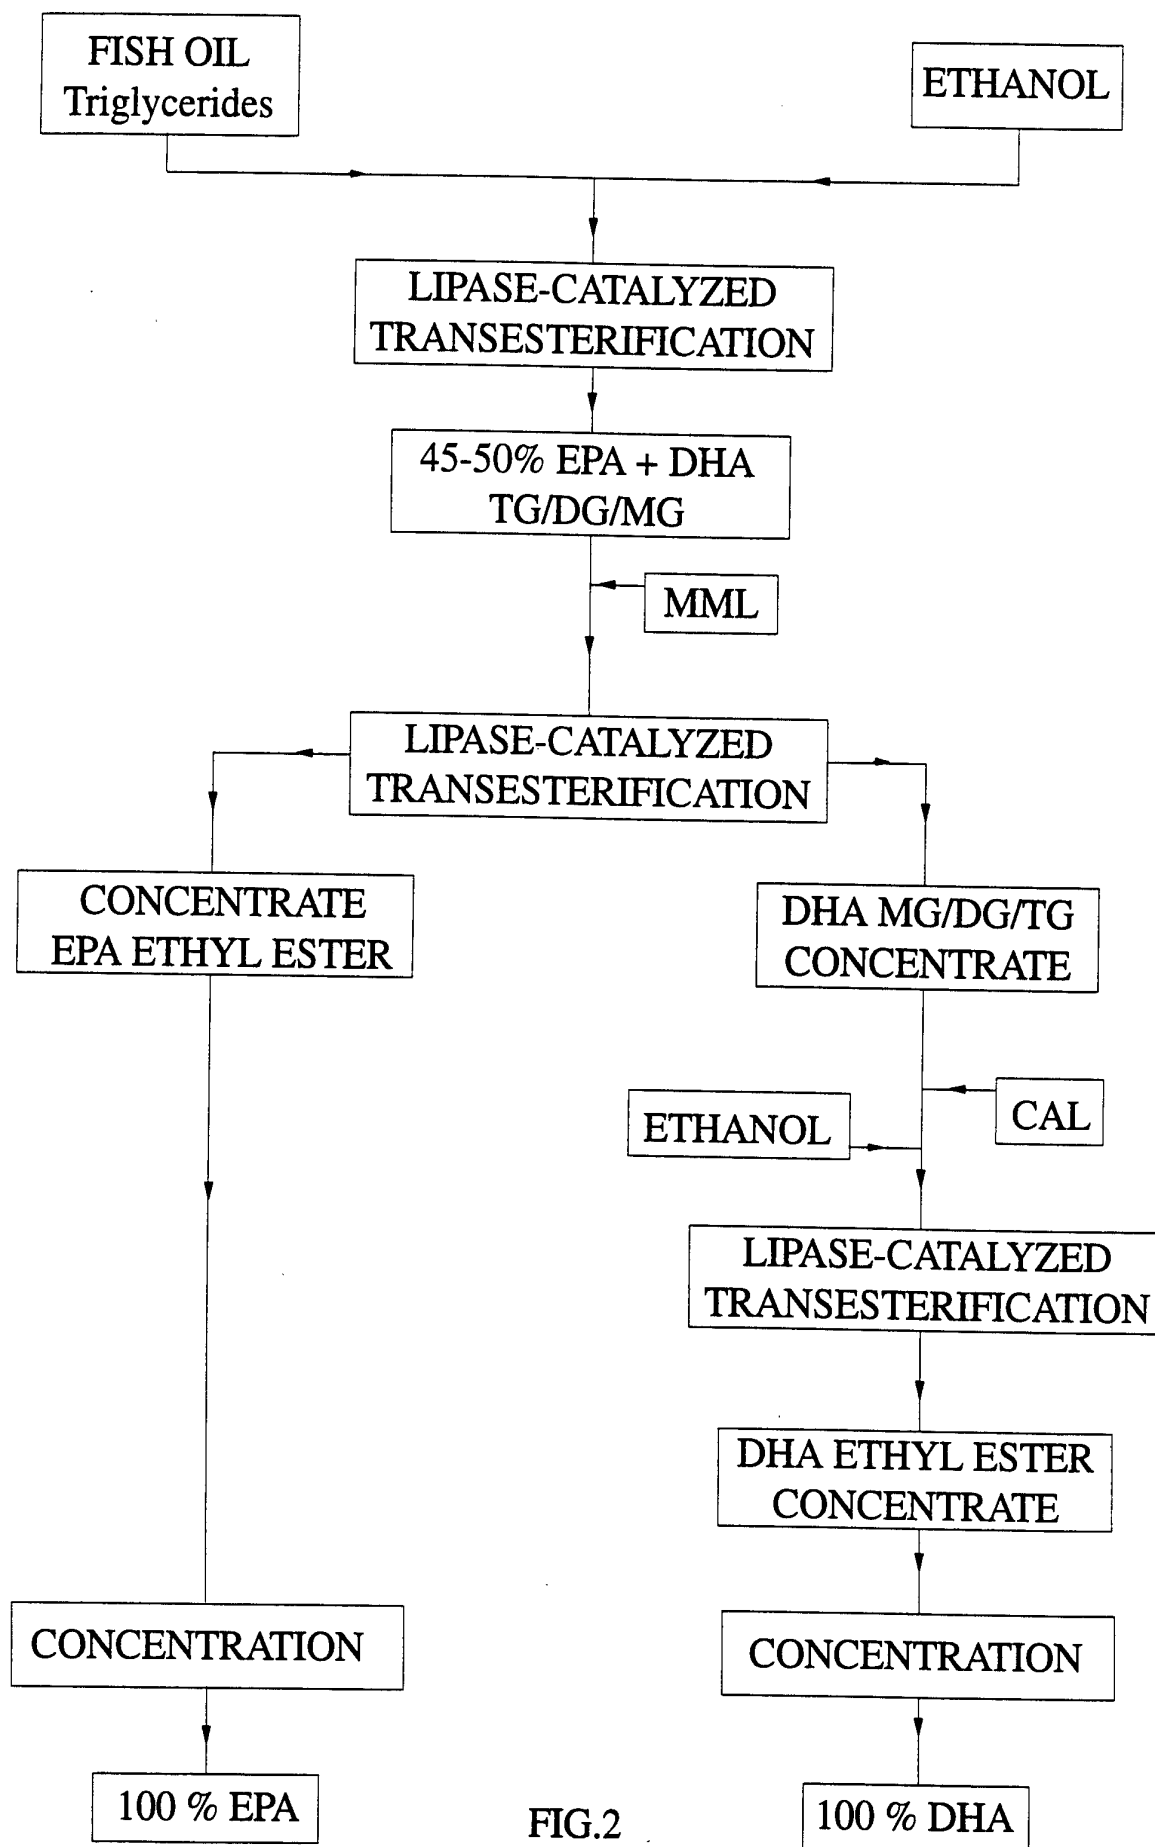 FISH OIL
Triglycerides
ETHANOL
LIPASE-CATALYZED
TRANSESTERIFICATION
45-50% EPA + DHA
TG/DG/MG
MML
LIPASE-CATALYZED
TRANSESTERIFICATION
CONCENTRATE
EPA ETHYL ESTER
DHA MG/DG/TG
CONCENTRATE
CAL
ETHANOL
LIPASE-CATALYZED
TRANSESTERIFICATION
DHA ETHYL ESTER
CONCENTRATE
CONCENTRATION
CONCENTRATION
100 % EPA
100 % DHA
FIG.2